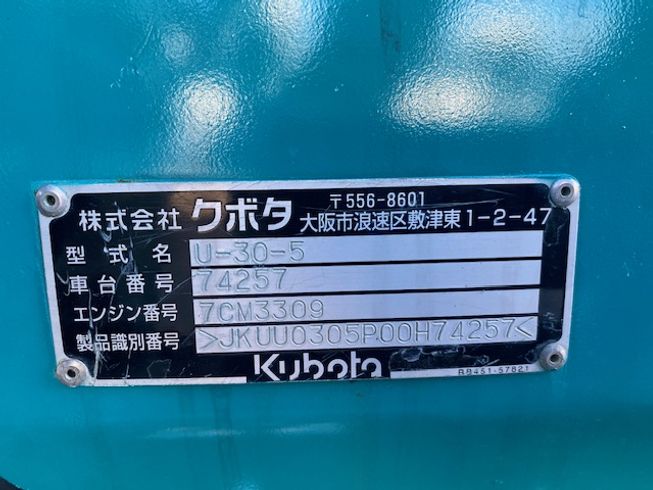 株式会社 クボタ 〒556-8601
大阪市浪速区敷津東1-2-47
型式名 U-30-5
車台番号 74257
エンジン番号 7CM3309
製品識別番号 >JKUU0305P00H74257<
Kubota
RB451-57821